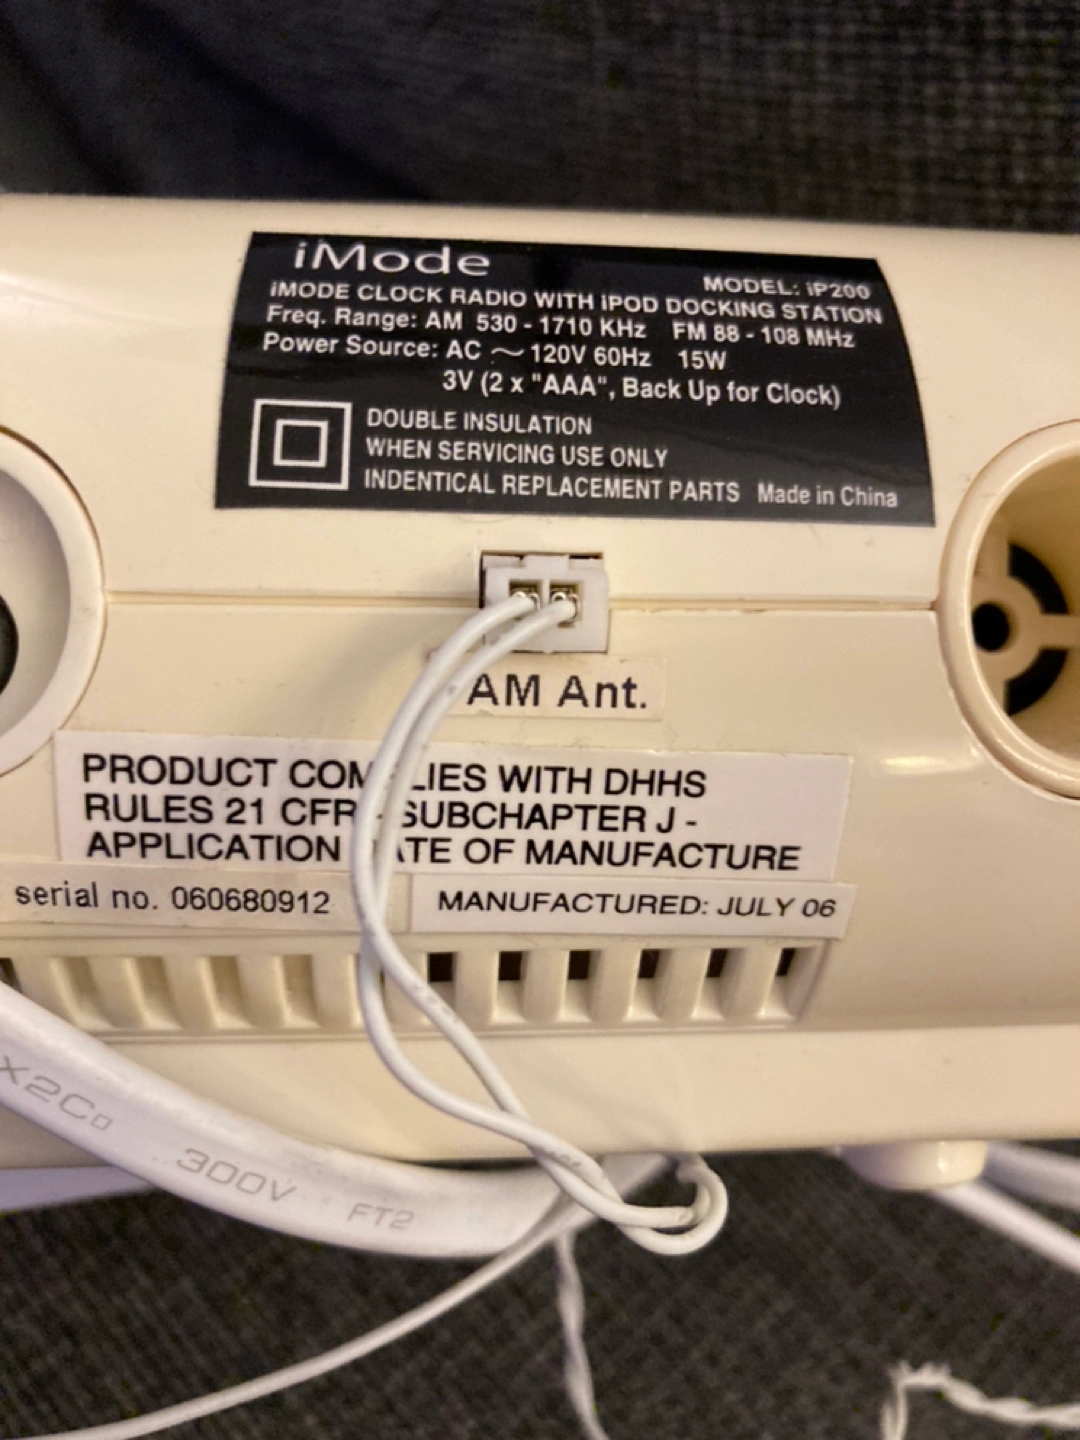 iMode
MODEL: iP200
iMODE CLOCK RADIO WITH iPOD DOCKING STATION
Freq. Range: AM 530 - 1710 KHz FM 88 - 108 MHz
Power Source: AC ～ 120V 60Hz 15W
3V (2 x "AAA", Back Up for Clock)
DOUBLE INSULATION
WHEN SERVICING USE ONLY
INDENTICAL REPLACEMENT PARTS Made in China
AM Ant.
PRODUCT COM LIES WITH DHHS
RULES 21 CFR - SUBCHAPTER J -
APPLICATION ATE OF MANUFACTURE
serial no. 060680912
MANUFACTURED: JULY 06
X2C
300V FT2